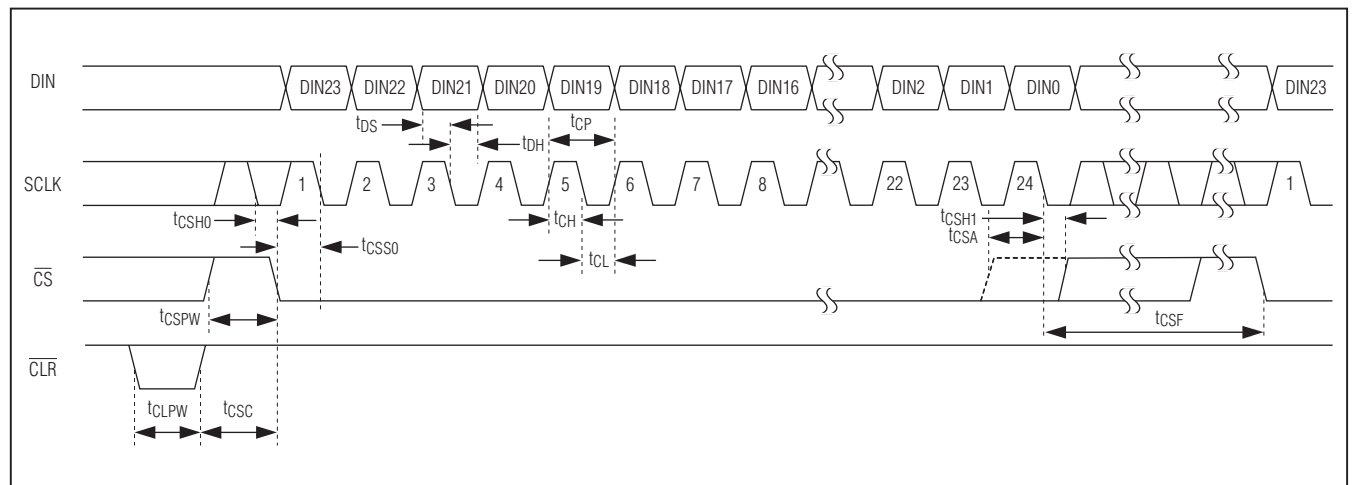 DIN
DIN23 DIN22 DIN21 DIN20 DIN19 DIN18 DIN17 DIN16 DIN2 DIN1 DIN0 DIN23
tDS tDH tCP
SCLK
1 2 3 4 5 6 7 8 22 23 24 1
tCSH0 tCH tCSH1
tCSS0 tCL tCSA
CS
tCSPW tCSF
CLR
tCLPW tCSC